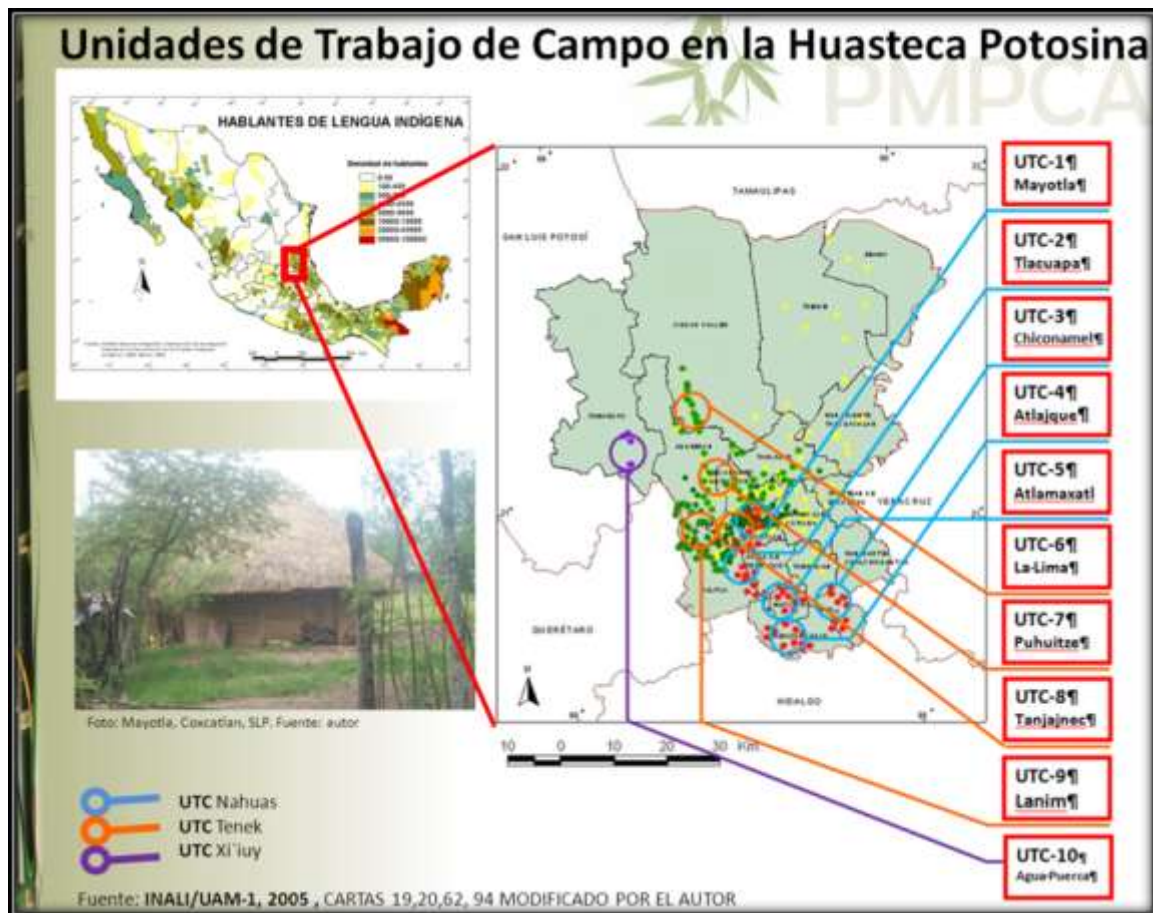 Unidades de Trabajo de Campo en la Huasteca Potosina
PMPCA
HABLANTES DE LENGUA INDÍGENA
Densidad de hablantes
TAMAULIPAS
SAN LUIS POTOSÍ
VERACRUZ
QUERÉTARO
HIDALGO
10 0 10 20 30 Km
UTC-1¶
Mayotla¶
UTC-2¶
Tlacuapa¶
UTC-3¶
Chiconamel¶
UTC-4¶
Atlajque¶
UTC-5¶
Atlamaxatl
UTC-6¶
La·Lima¶
UTC-7¶
Puhuitze¶
UTC-8¶
Tanjajnec¶
UTC-9¶
Lanim¶
UTC-10¶
Agua·Puerca¶
Foto: Mayotla, Coxcatlan, SLP. Fuente: autor
UTC Nahuas
UTC Tenek
UTC Xi´iuy
Fuente: INALI/UAM-1, 2005 , CARTAS 19,20,62, 94 MODIFICADO POR EL AUTOR